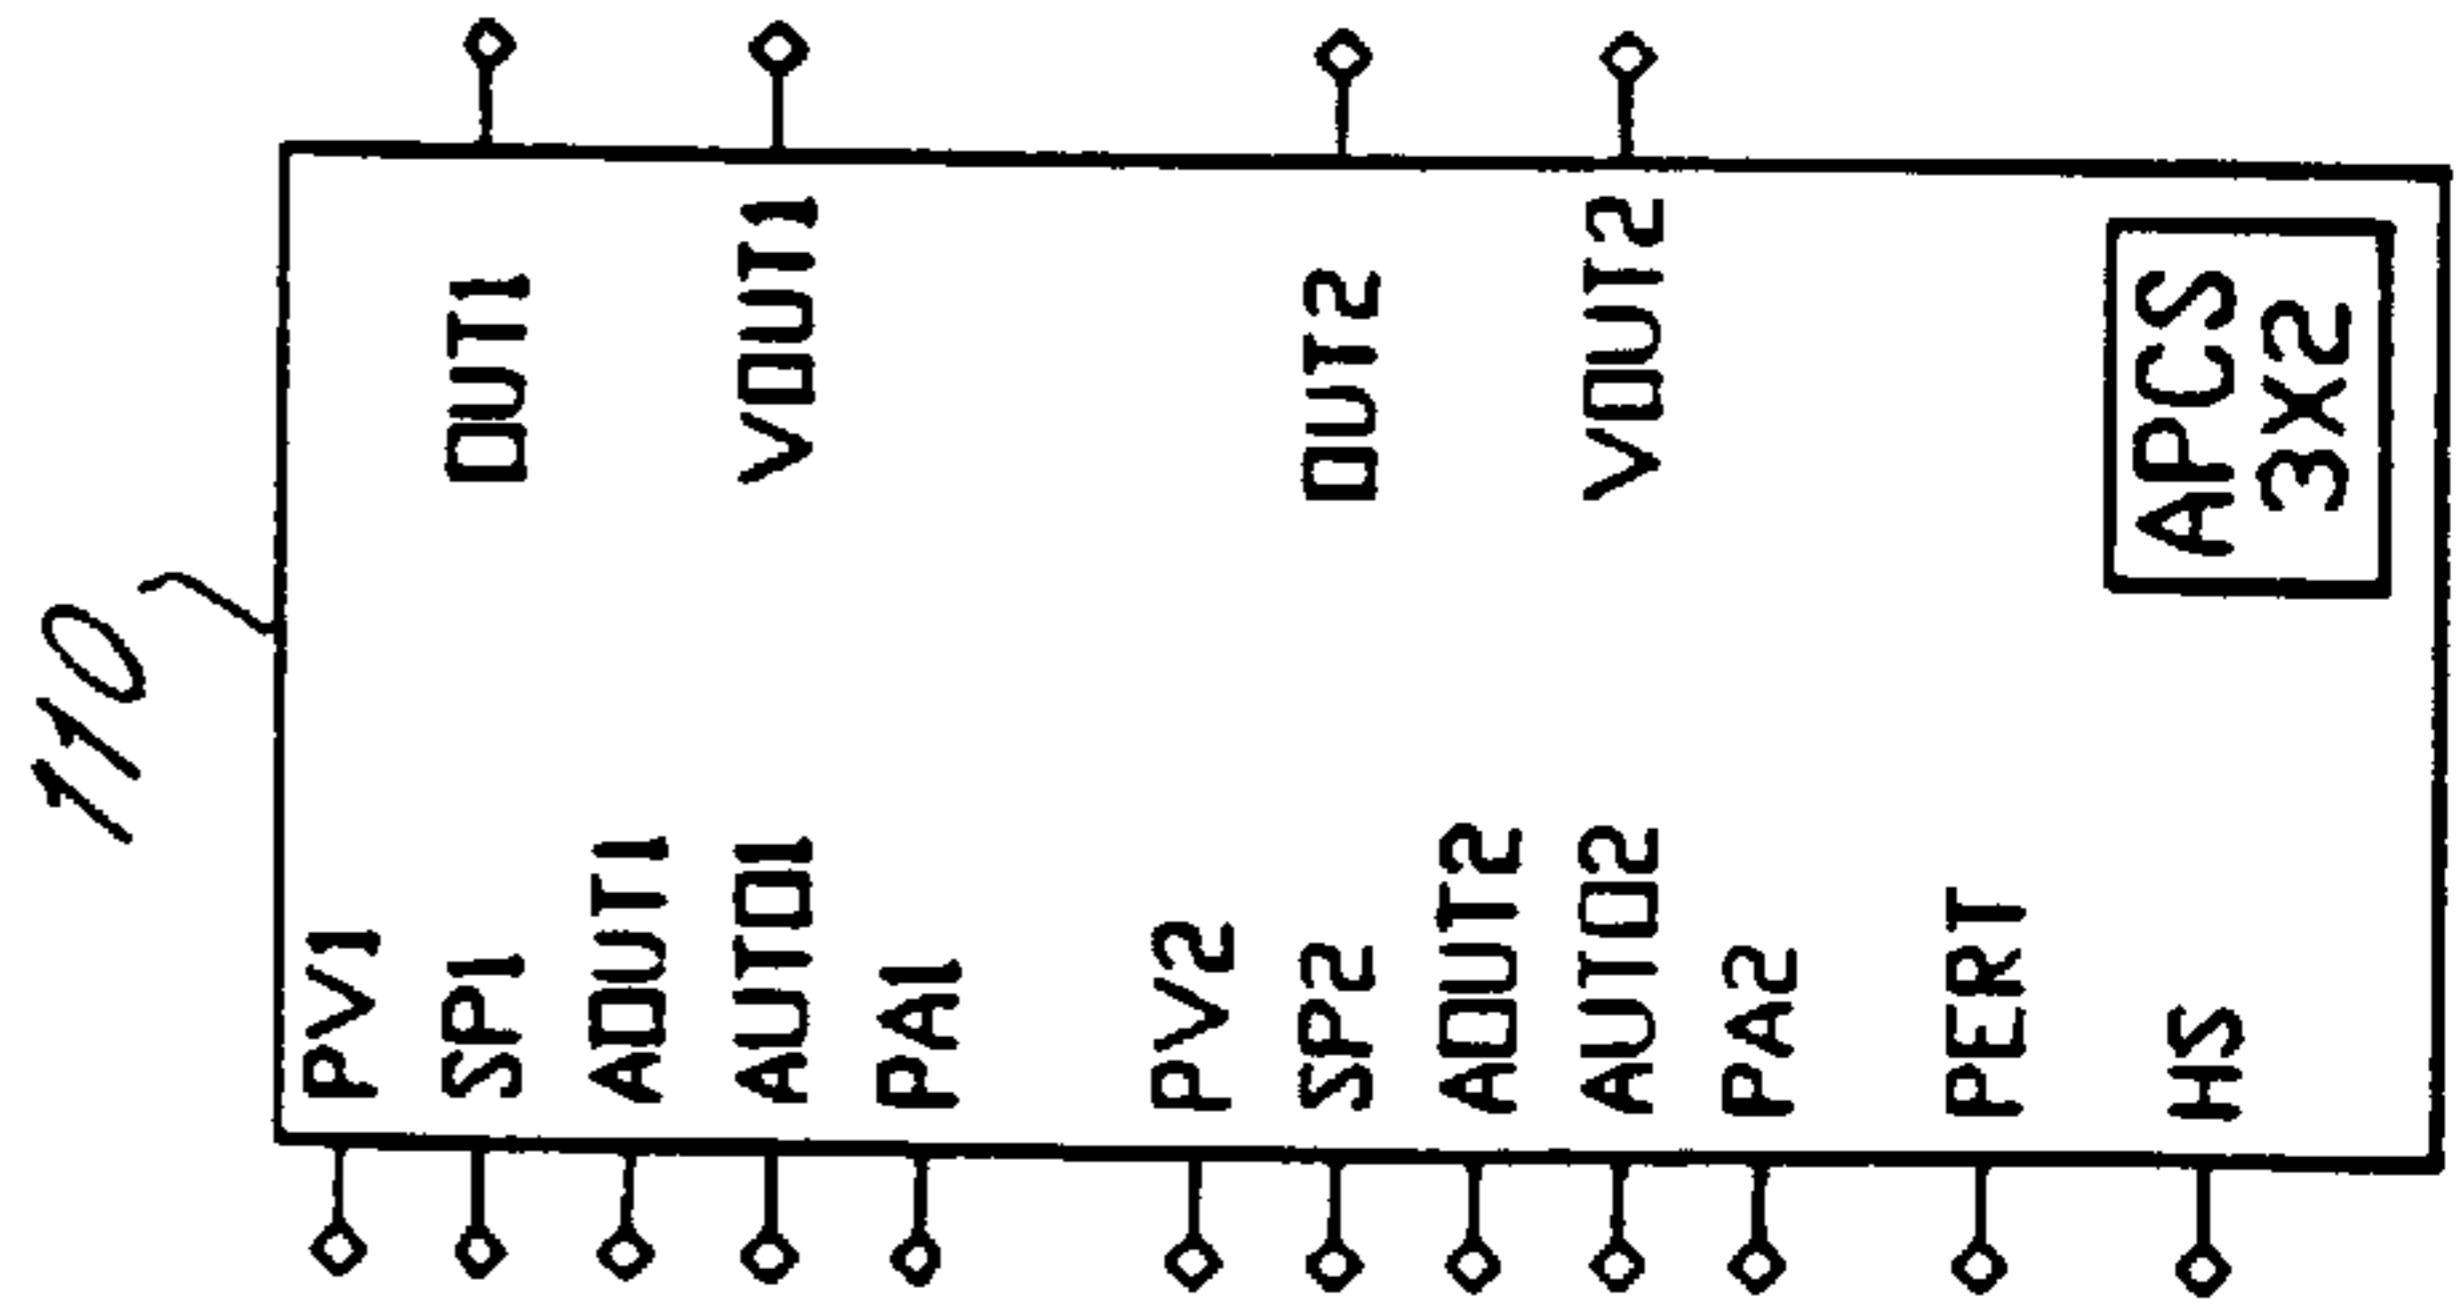 110
PV1
SP1
AOUT1
AUTO1
PA1
PV2
SP2
AOUT2
AUTO2
PA2
PERT
HS
OUT1
VOUT1
OUT2
VOUT2
APCS
3X2